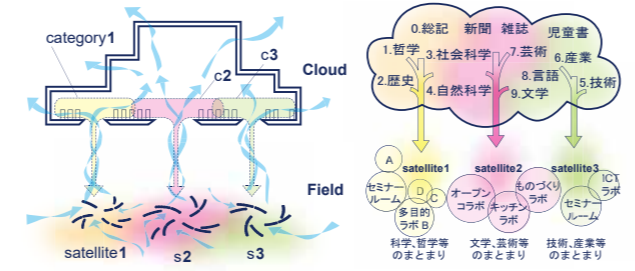 category1
c2
c3
Cloud
Field
satellite1
s2
s3
0.総記 新聞 雑誌 児童書
1.哲学
3.社会科学
7.芸術
6.産業
2.歴史
8.言語
5.技術
4.自然科学
9.文学
satellite1
satellite2
satellite3
A
セミナー
ルーム
D
C
多目的
ラボ B
オープン
コラボ
ものづくり
ラボ
キッチン
ラボ
ICT
ラボ
セミナー
ルーム
科学、哲学等
のまとまり
文学、芸術等
のまとまり
技術、産業等
のまとまり